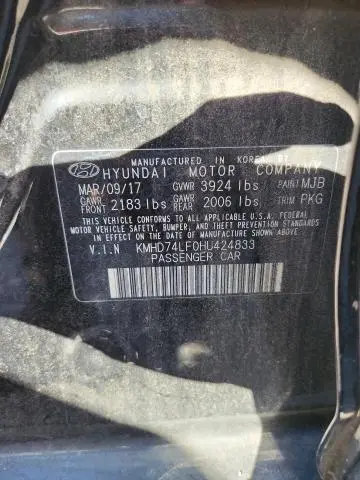 MANUFACTURED IN KOREA BY
HYUNDAI MOTOR COMPANY
MAR/09/17 GVWR 3924 lbs PAINT MJB
GAWR FRONT 2183 lbs GAWR REAR 2006 lbs TRIM PKG
THIS VEHICLE CONFORMS TO ALL APPLICABLE U.S.A. FEDERAL
MOTOR VEHICLE SAFETY, BUMPER, AND THEFT PREVENTION
STANDARDS IN EFFECT ON THE DATE OF MANUFACTURE SHOWN ABOVE.
V.I.N KMHD74LF0HU424833
PASSENGER CAR